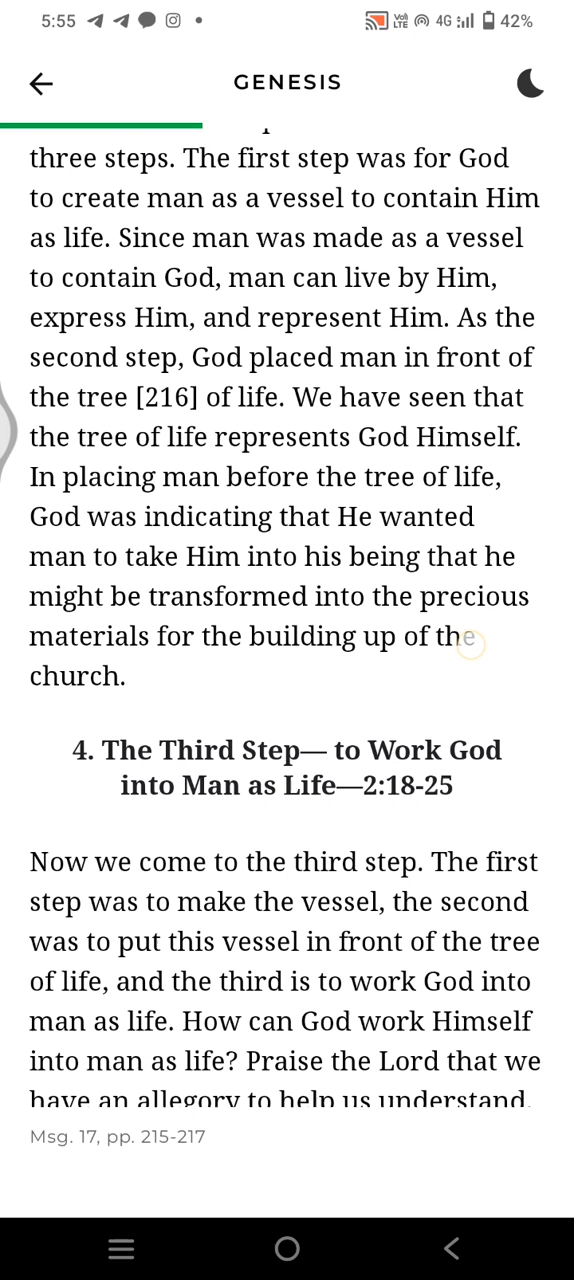 5:55
Vo))
LTE
4G
42%
GENESIS
three steps. The first step was for God
to create man as a vessel to contain Him
as life. Since man was made as a vessel
to contain God, man can live by Him,
express Him, and represent Him. As the
second step, God placed man in front of
the tree [216] of life. We have seen that
the tree of life represents God Himself.
In placing man before the tree of life,
God was indicating that He wanted
man to take Him into his being that he
might be transformed into the precious
materials for the building up of the
church.
4. The Third Step— to Work God
into Man as Life—2:18-25
Now we come to the third step. The first
step was to make the vessel, the second
was to put this vessel in front of the tree
of life, and the third is to work God into
man as life. How can God work Himself
into man as life? Praise the Lord that we
have an allegory to help us understand.
Msg. 17, pp. 215-217